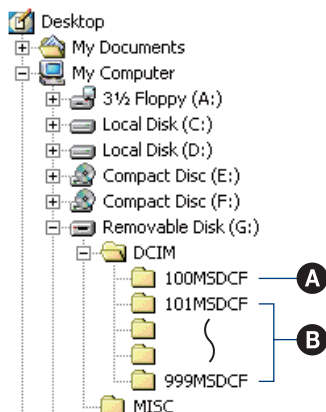 Desktop
My Documents
My Computer
3½ Floppy (A:)
Local Disk (C:)
Local Disk (D:)
Compact Disc (E:)
Compact Disc (F:)
Removable Disk (G:)
DCIM
100MSDCF A
101MSDCF
B
999MSDCF
MISC